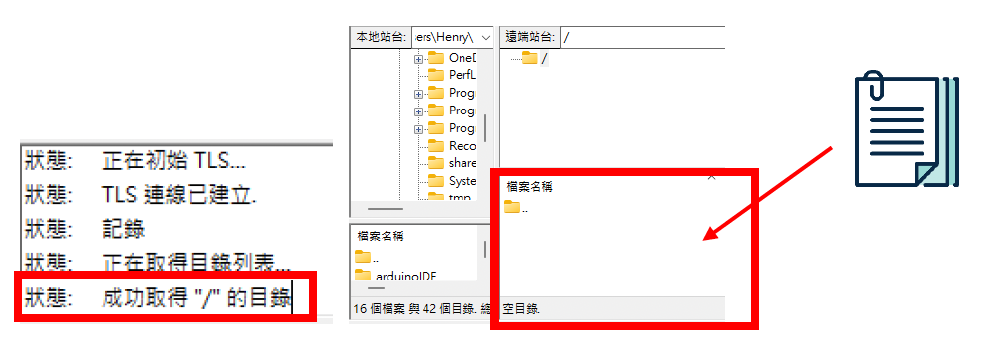 狀態: 正在初始 TLS...
狀態: TLS 連線已建立.
狀態: 記錄
狀態: 正在取得目錄列表...
狀態: 成功取得 "/" 的目錄
本地站台: ers\Henry\
OneD
PerfL
Prog
Prog
Prog
Reco
share
Syste
tmp
檔案名稱
..
arduinoIDE
16 個檔案 與 42 個目錄. 總
遠端站台: /
/
檔案名稱
..
空目錄.